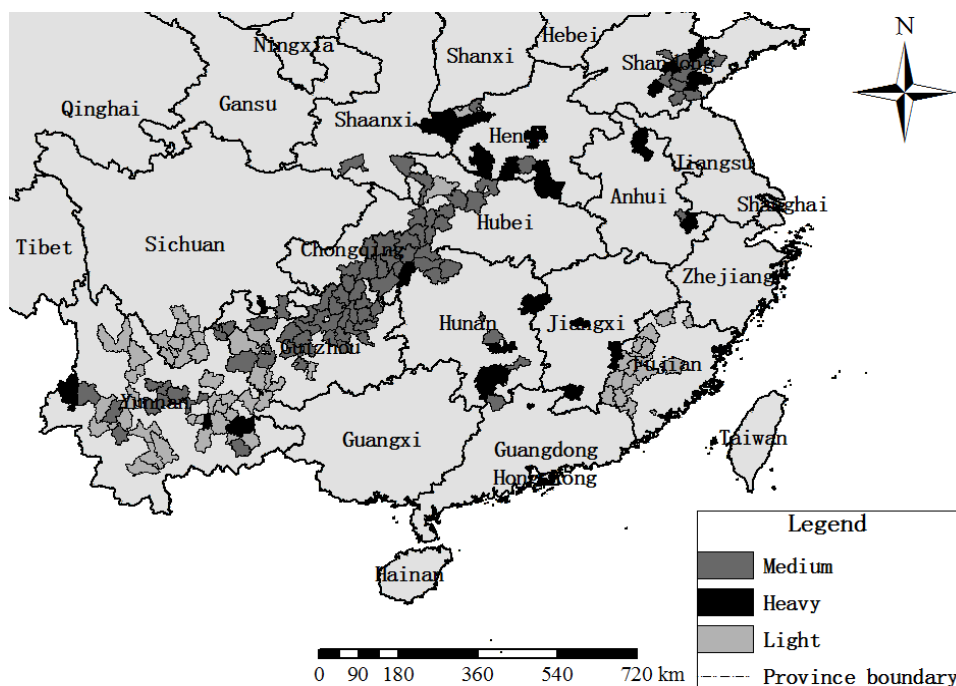 Hebei
N
Ningxia
Shanxi
Shandong
Qinghai
Gansu
Shaanxi
Henan
Jiangsu
Anhui
Shanghai
Hubei
Tibet
Sichuan
Chongqing
Zhejiang
Hunan
Jiangxi
Guizhou
Fujian
Yunnan
Guangxi
Guangdong
Taiwan
Hong Kong
Hainan
Legend
Medium
Heavy
Light
Province boundary
0 90 180 360 540 720 km